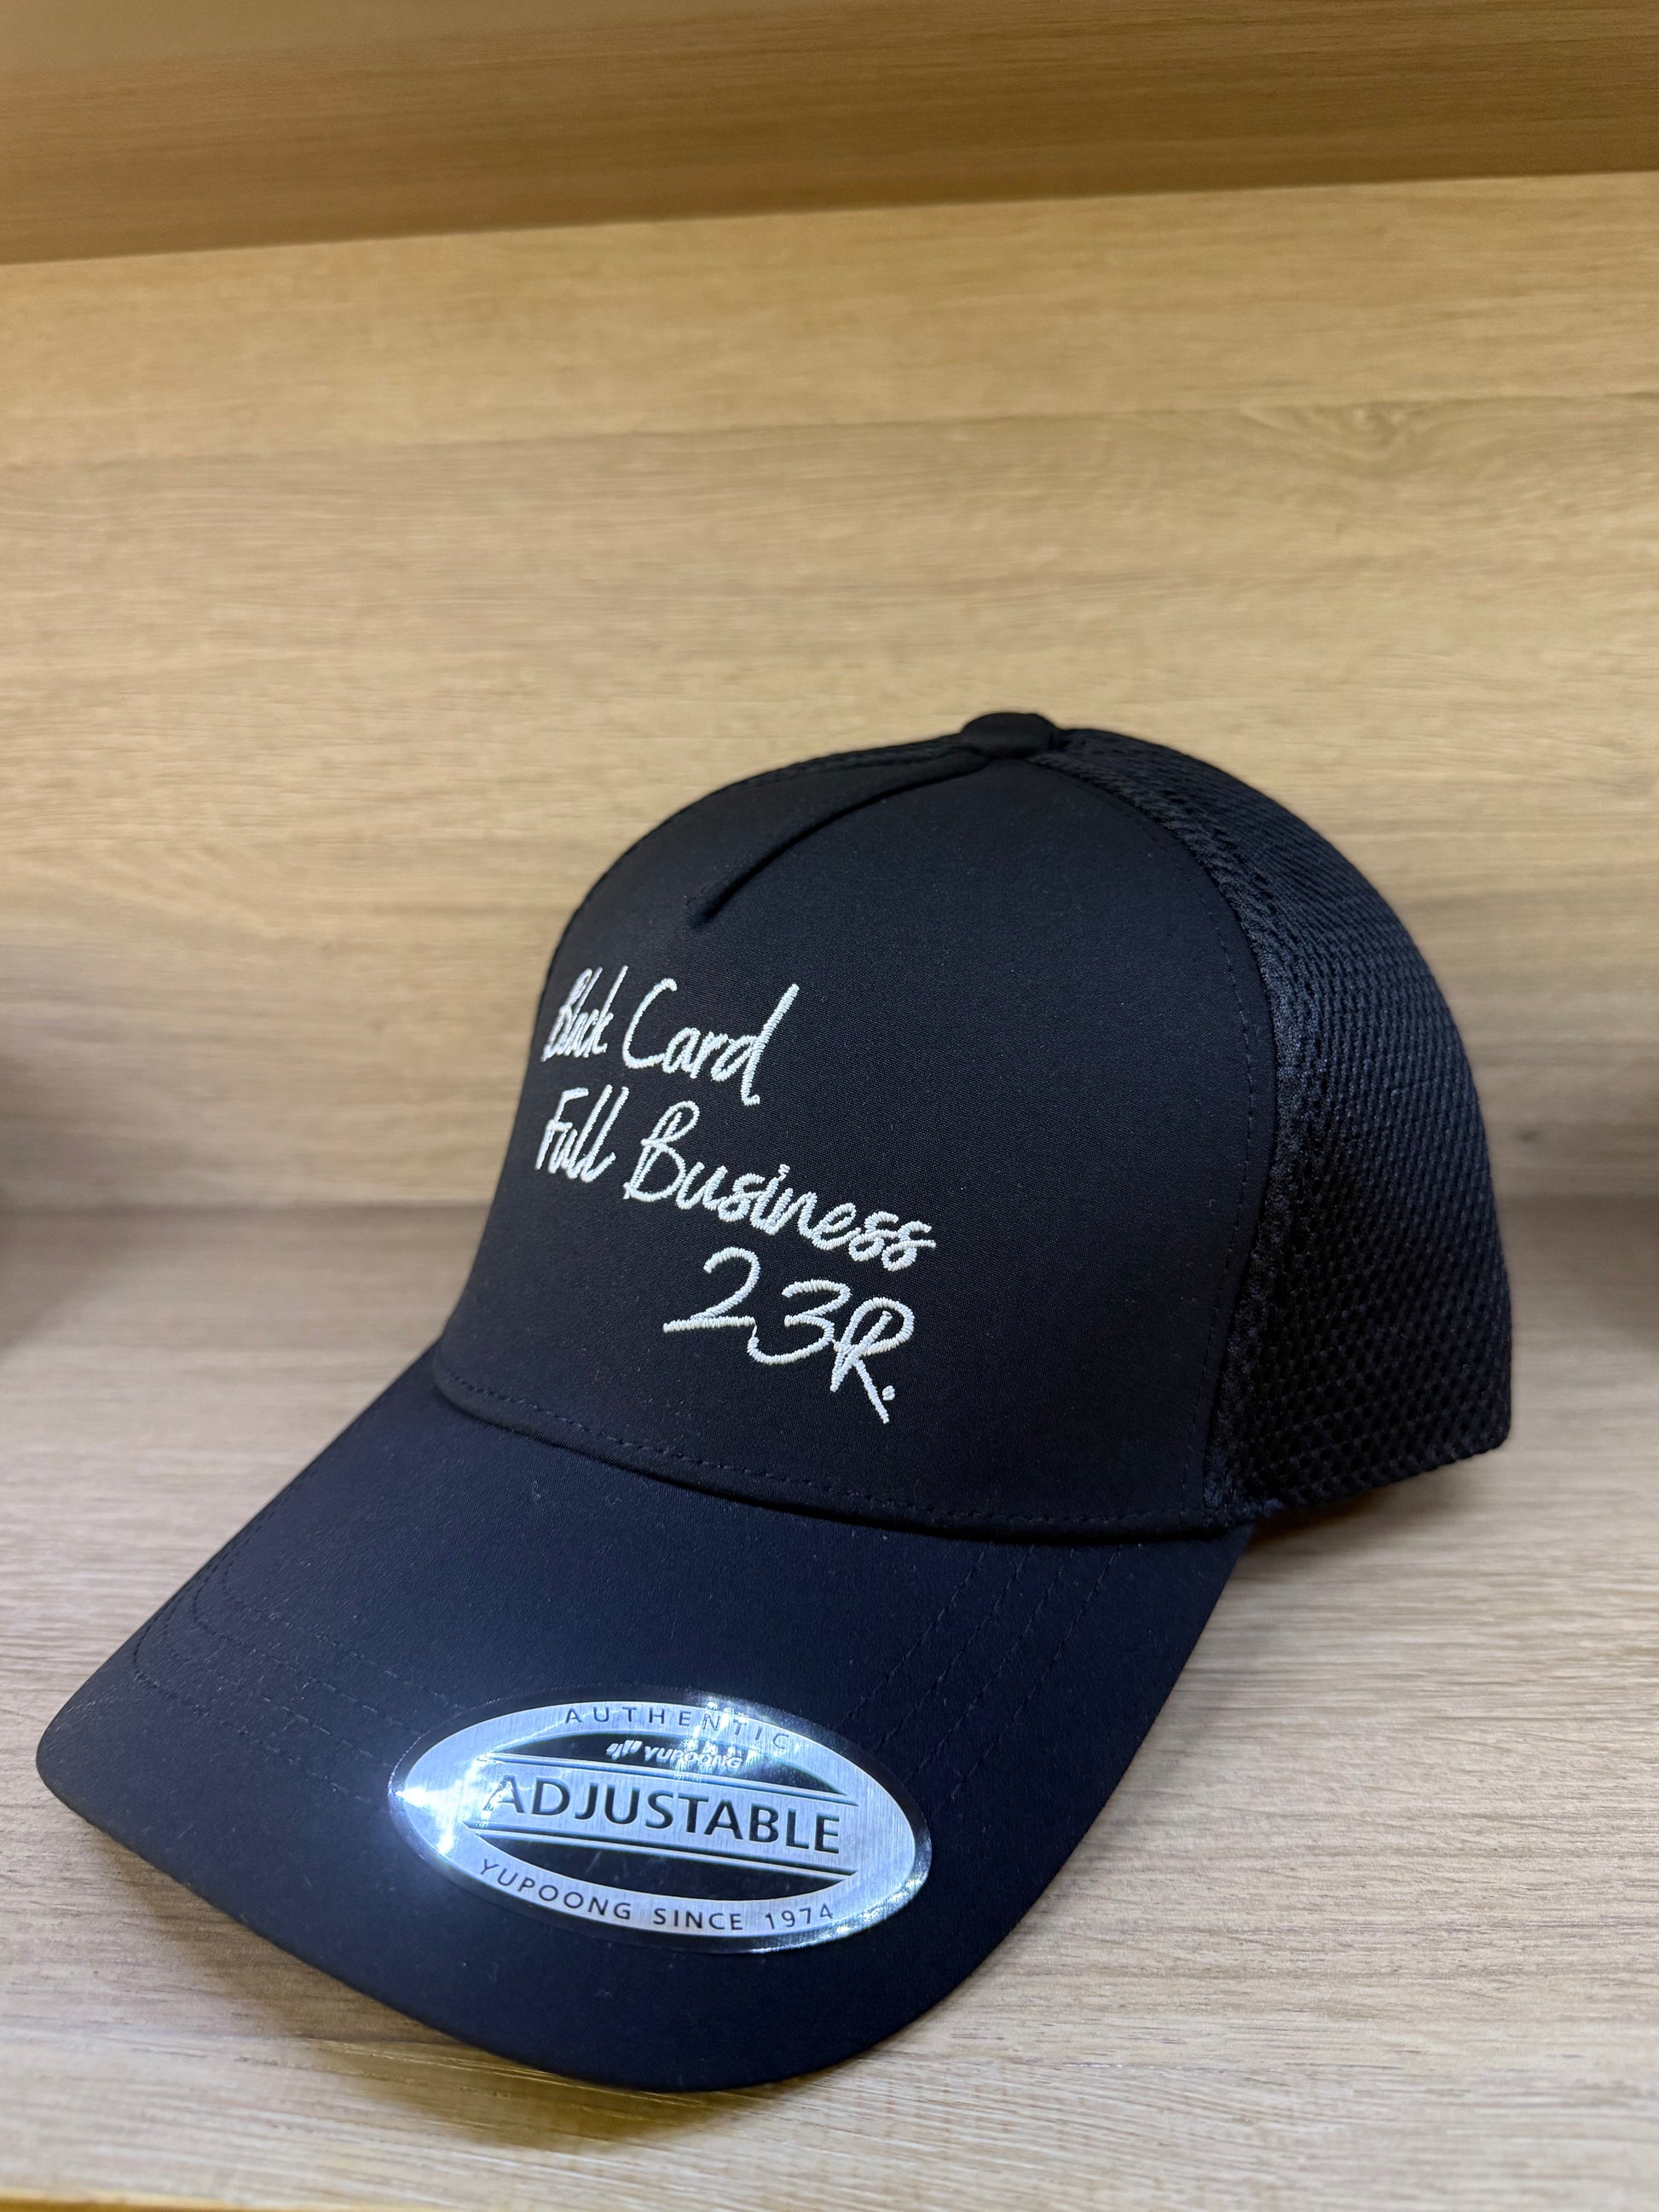 Black Card
Full Business
23R.
AUTHENTIC
YUPOONG
ADJUSTABLE
YUPOONG SINCE 1974